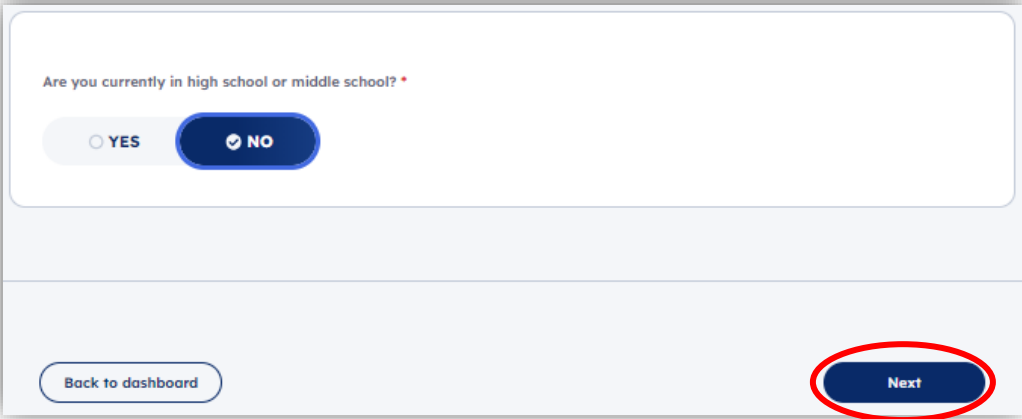 Are you currently in high school or middle school? *
YES NO
Back to dashboard Next